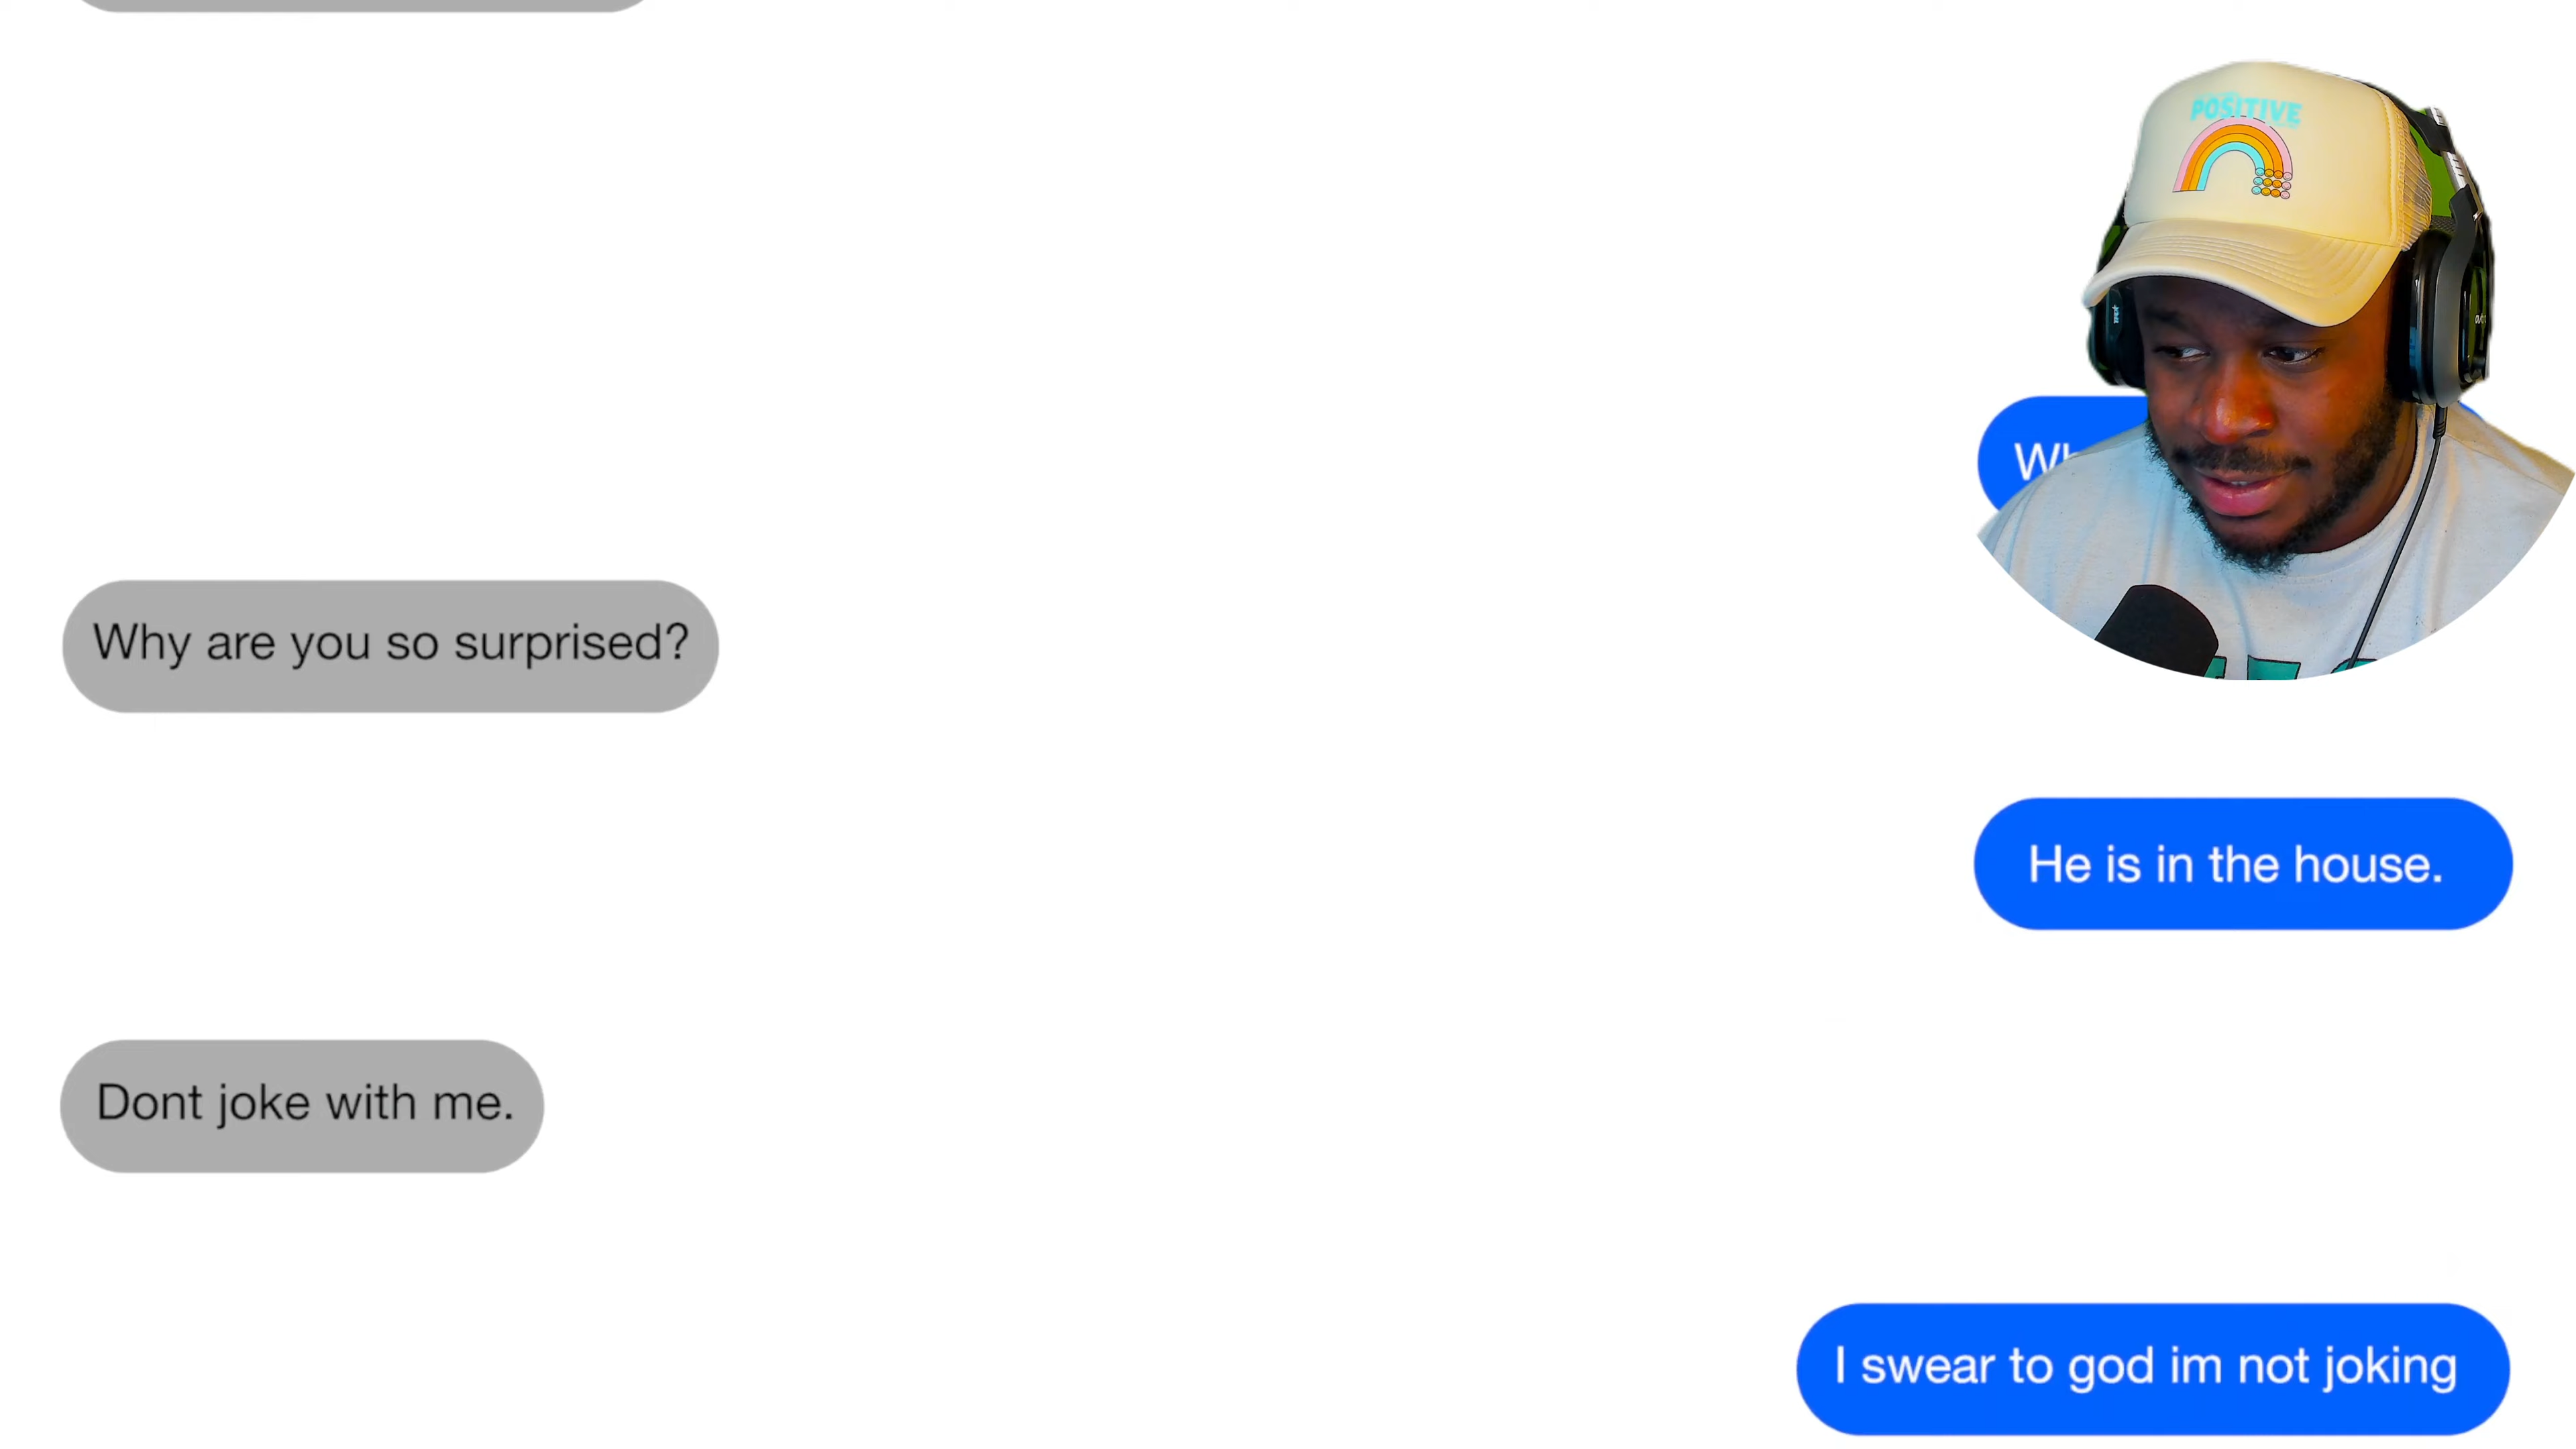 POSITIVE
Why are you so surprised?
He is in the house.
Dont joke with me.
I swear to god im not joking